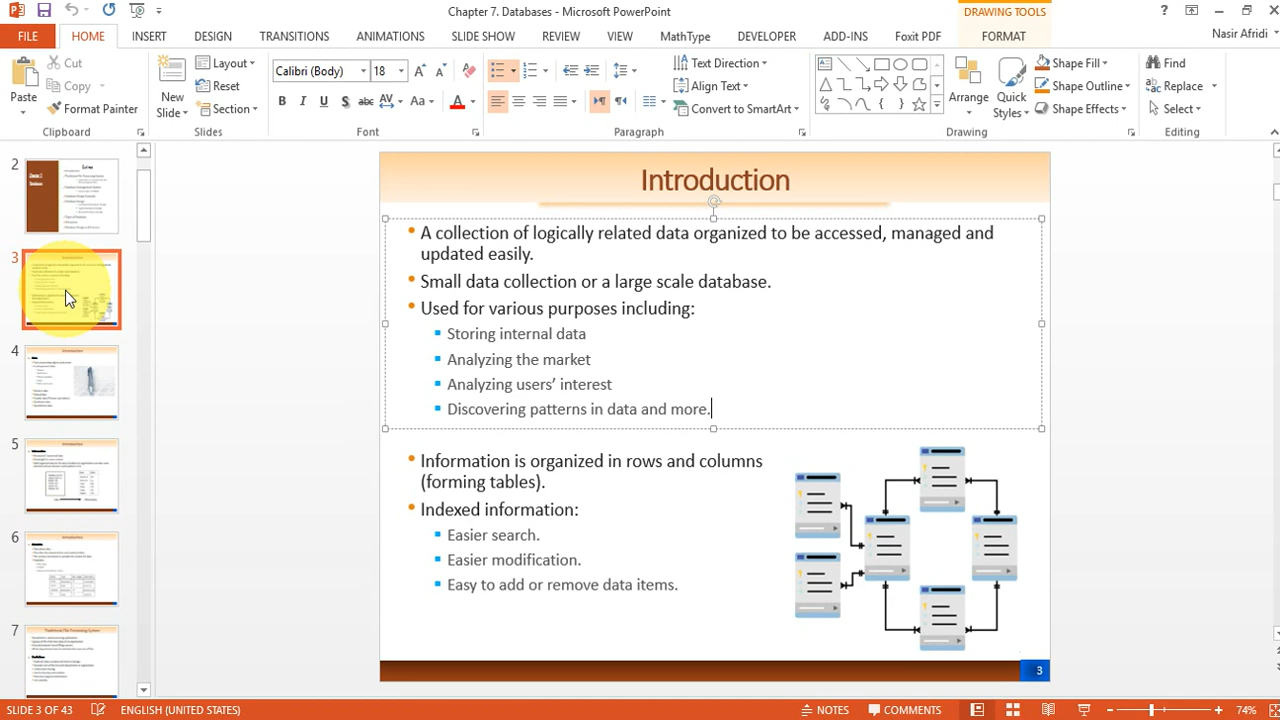 Chapter 7. Databases - Microsoft PowerPoint
DRAWING TOOLS
FILE HOME INSERT DESIGN TRANSITIONS ANIMATIONS SLIDE SHOW REVIEW VIEW MathType DEVELOPER ADD-INS Foxit PDF FORMAT
Nasir Afridi
Paste
Cut
Copy
Format Painter
Clipboard
New Slide
Layout
Reset
Section
Slides
Calibri (Body) 18
Font
Paragraph
Text Direction
Align Text
Convert to SmartArt
Arrange
Quick Styles
Shape Fill
Shape Outline
Shape Effects
Drawing
Find
Replace
Select
Editing
2
3
4
5
6
7
Introduction
A collection of logically related data organized to be accessed, managed and
updated easily.
Small data collection or a large scale database.
Used for various purposes including:
Storing internal data
Analyzing the market
Analyzing users' interest
Discovering patterns in data and more.
Information is organized in rows and
(forming tables).
Indexed information:
Easier search.
Easier modification.
Easy add or remove data items.
3
SLIDE 3 OF 43
ENGLISH (UNITED STATES)
NOTES
COMMENTS
74%